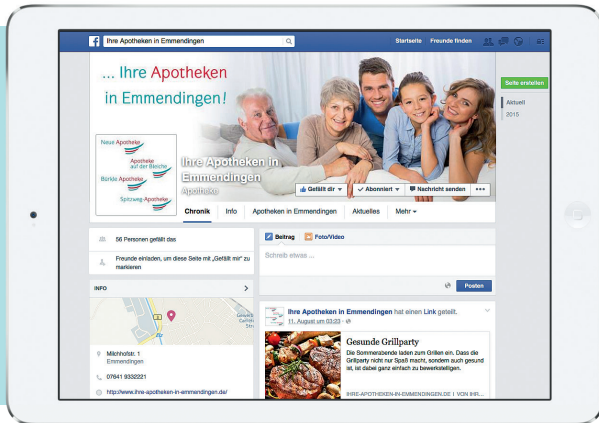 Ihre Apotheken in Emmendingen
Startseite Freunde finden
... Ihre Apotheken
in Emmendingen!
Seite erstellen
Aktuell
2015
Neue Apotheke
Apotheke
auf der Bleiche
Bürkle Apotheke
Spitzweg-Apotheke
Ihre Apotheken in
Emmendingen
Apotheke
Gefällt dir
Abonniert
Nachricht senden
Chronik Info Apotheken in Emmendingen Aktuelles Mehr
56 Personen gefällt das
Freunde einladen, um diese Seite mit „Gefällt mir“ zu
markieren
INFO
Milchhofstr. 1
Emmendingen
07641 9332221
http://www.ihre-apotheken-in-emmendingen.de/
Beitrag Foto/Video
Schreib etwas ...
Posten
Ihre Apotheken in Emmendingen hat einen Link geteilt.
11. August um 03:23
Gesunde Grillparty
Die Sommerabende laden zum Grillen ein. Dass die
Grillparty nicht nur Spaß macht, sondern auch gesund
ist, ist dabei ganz einfach zu bewerkstelligen.
IHRE-APOTHEKEN-IN-EMMENDINGEN.DE | VON IHR...